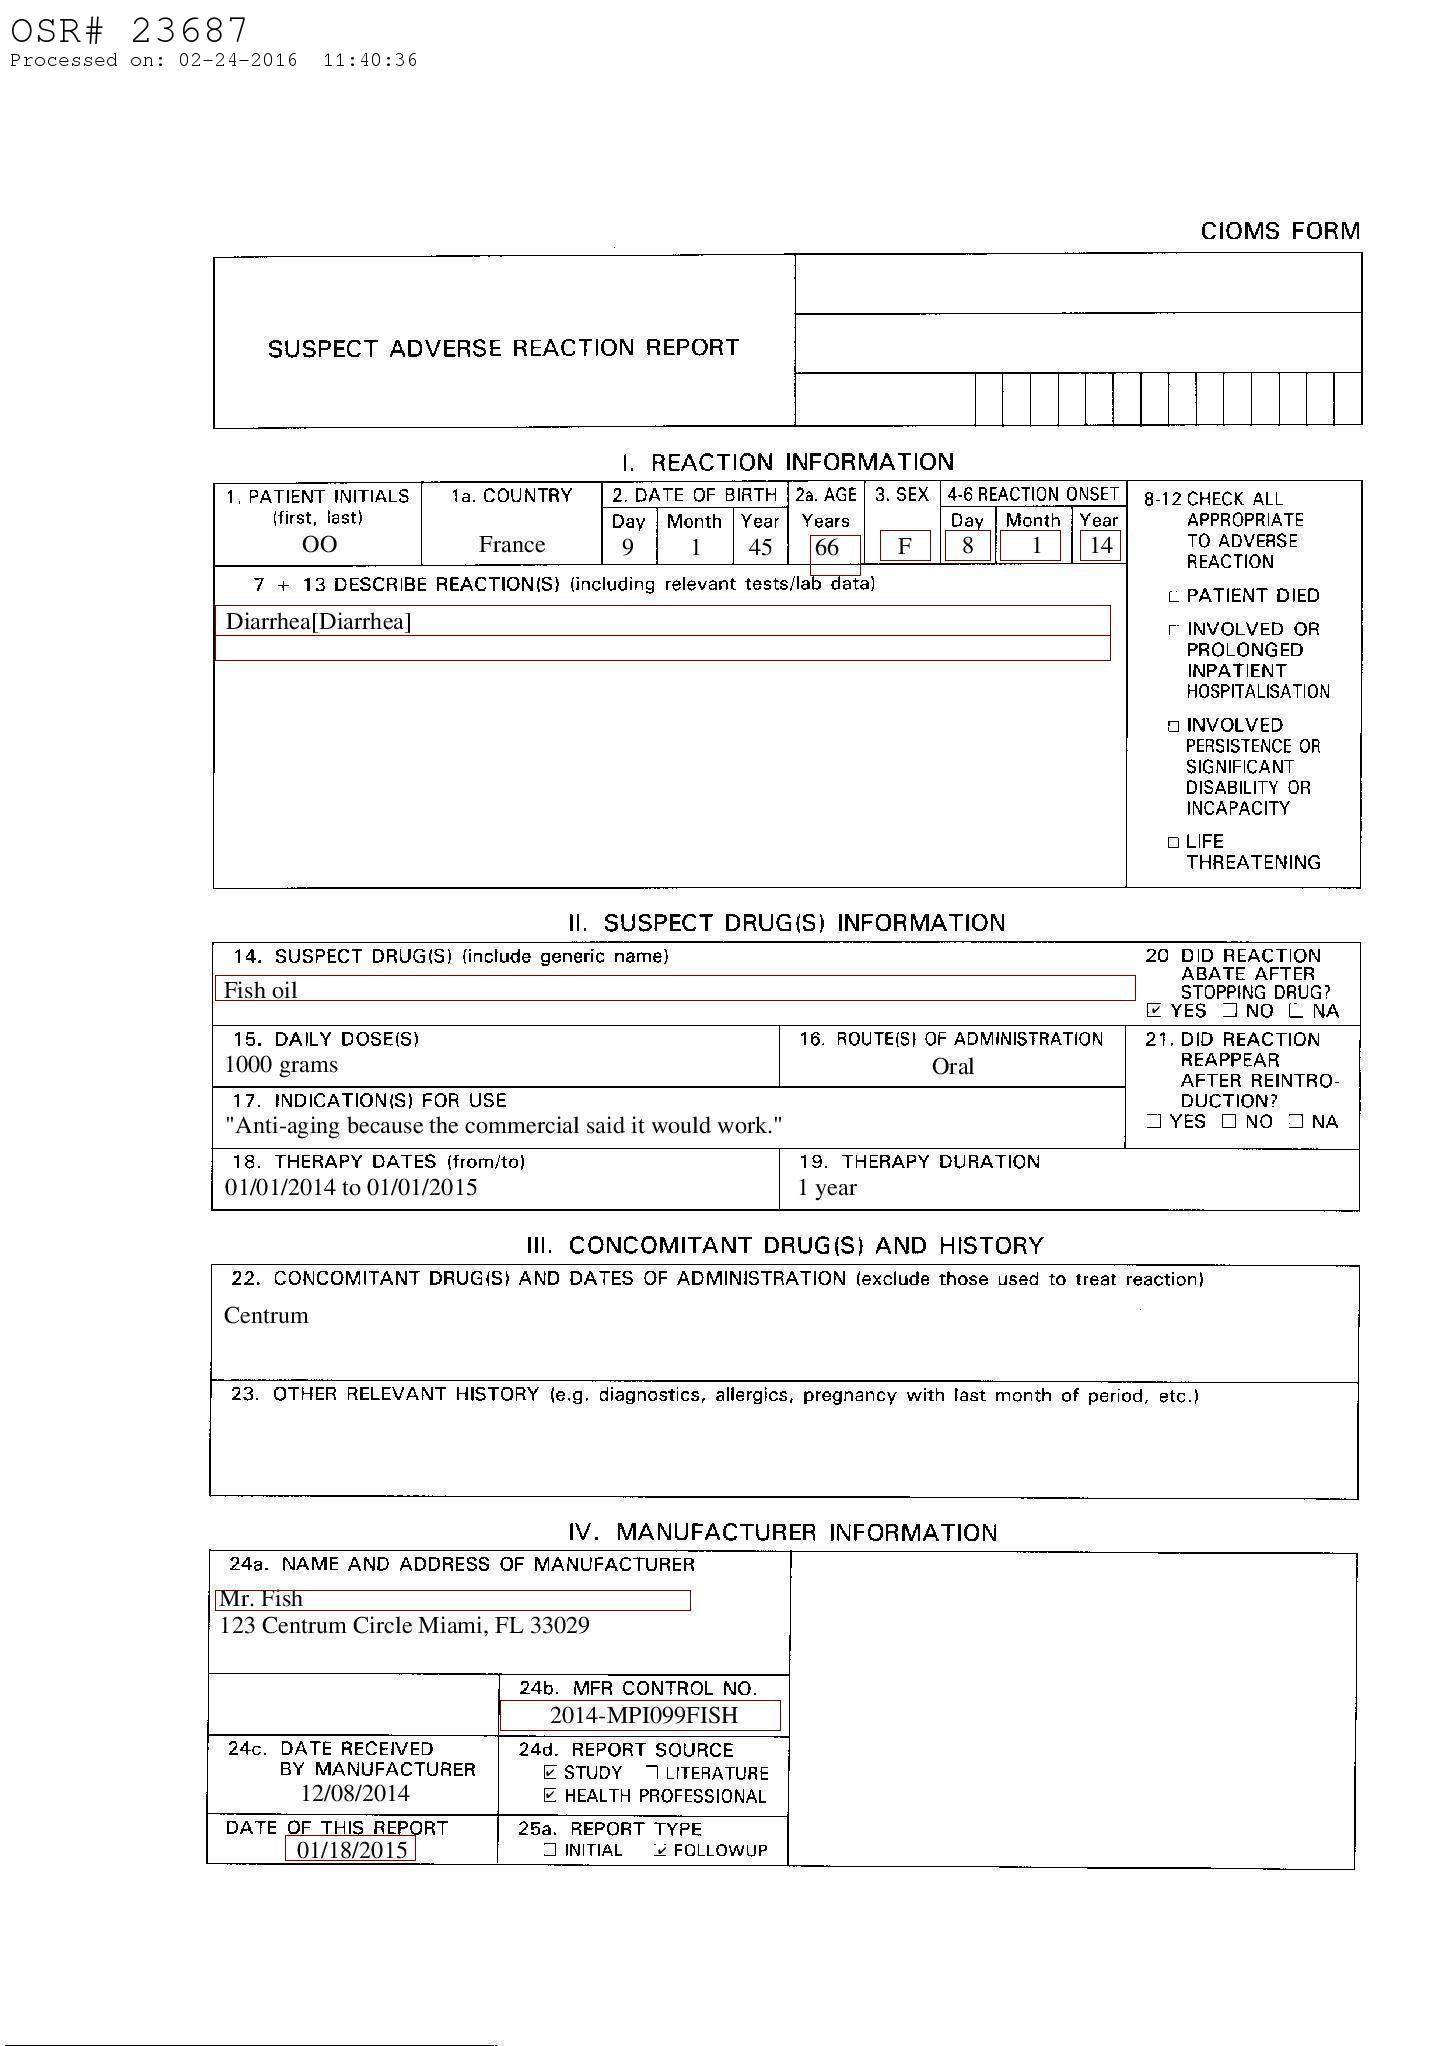 OSR# 23687
Processed on: 02-24-2016 11:40:36
CIOMS FORM
SUSPECT ADVERSE REACTION REPORT
I. REACTION INFORMATION
1. PATIENT INITIALS
(first, last)
OO
1a. COUNTRY
France
2. DATE OF BIRTH
Day Month Year
9 1 45
2a. AGE
Years
66
3. SEX
F
4-6 REACTION ONSET
Day Month Year
8 1 14
8-12 CHECK ALL
APPROPRIATE
TO ADVERSE
REACTION
PATIENT DIED
INVOLVED OR
PROLONGED
INPATIENT
HOSPITALISATION
INVOLVED
PERSISTENCE OR
SIGNIFICANT
DISABILITY OR
INCAPACITY
LIFE
THREATENING
7 + 13 DESCRIBE REACTION(S) (including relevant tests/lab data)
Diarrhea[Diarrhea]
II. SUSPECT DRUG(S) INFORMATION
14. SUSPECT DRUG(S) (include generic name)
Fish oil
20 DID REACTION
ABATE AFTER
STOPPING DRUG?
☑ YES ☐ NO ☐ NA
15. DAILY DOSE(S)
1000 grams
16. ROUTE(S) OF ADMINISTRATION
Oral
21. DID REACTION
REAPPEAR
AFTER REINTRO-
DUCTION?
☐ YES ☐ NO ☐ NA
17. INDICATION(S) FOR USE
"Anti-aging because the commercial said it would work."
18. THERAPY DATES (from/to)
01/01/2014 to 01/01/2015
19. THERAPY DURATION
1 year
III. CONCOMITANT DRUG(S) AND HISTORY
22. CONCOMITANT DRUG(S) AND DATES OF ADMINISTRATION (exclude those used to treat reaction)
Centrum
23. OTHER RELEVANT HISTORY (e.g. diagnostics, allergics, pregnancy with last month of period, etc.)
IV. MANUFACTURER INFORMATION
24a. NAME AND ADDRESS OF MANUFACTURER
Mr. Fish
123 Centrum Circle Miami, FL 33029
24b. MFR CONTROL NO.
2014-MPI099FISH
24c. DATE RECEIVED
BY MANUFACTURER
12/08/2014
24d. REPORT SOURCE
☑ STUDY ☐ LITERATURE
☑ HEALTH PROFESSIONAL
DATE OF THIS REPORT
01/18/2015
25a. REPORT TYPE
☐ INITIAL ☑ FOLLOWUP